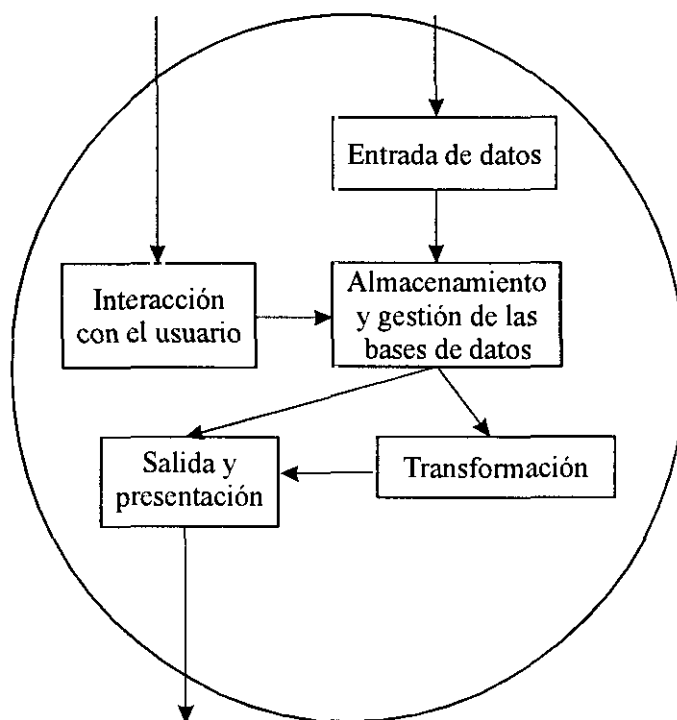 Entrada de datos
Interacción
con el usuario
Almacenamiento
y gestión de las
bases de datos
Salida y
presentación
Transformación